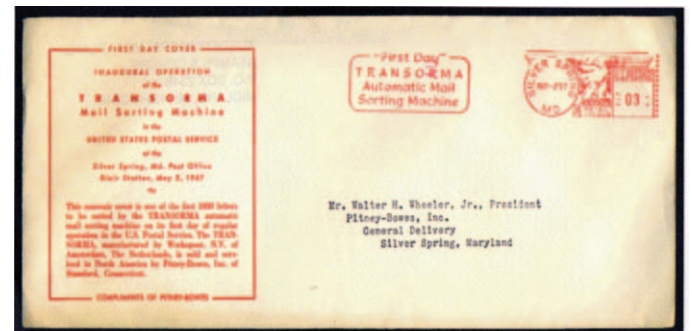 FIRST DAY COVER
INAUGURAL OPERATION
of the
TRANSORMA
Mail Sorting Machine
in the
UNITED STATES POSTAL SERVICE
at the
Silver Spring, Md. Post Office
Blair Station, May 2, 1957
This souvenir cover is one of the first 1000 letters
to be sorted by the TRANSORMA automatic
mail sorting machine on its first day of regular
operation in the U.S. Postal Service. The TRAN-
SORMA, manufactured by Werkspoor, N.V. of
Amsterdam, The Netherlands, is sold and serv-
iced in North America by Pitney-Bowes, Inc. of
Stamford, Connecticut.
COMPLIMENTS OF PITNEY-BOWES
"First Day"
TRANSORMA
Automatic Mail
Sorting Machine
SILVER SPRING
MD.
03
Mr. Walter H. Wheeler, Jr., President
Pitney-Bowes, Inc.
General Delivery
Silver Spring, Maryland